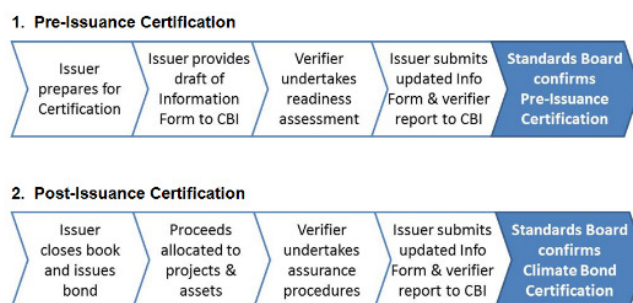 1. Pre-Issuance Certification
Issuer
prepares for
Certification
Issuer provides
draft of
Information
Form to CBI
Verifier
undertakes
readiness
assessment
Issuer submits
updated Info
Form & verifier
report to CBI
Standards Board
confirms
Pre-Issuance
Certification
2. Post-Issuance Certification
Issuer
closes book
and issues
bond
Proceeds
allocated to
projects &
assets
Verifier
undertakes
assurance
procedures
Issuer submits
updated Info
Form & verifier
report to CBI
Standards Board
confirms
Climate Bond
Certification